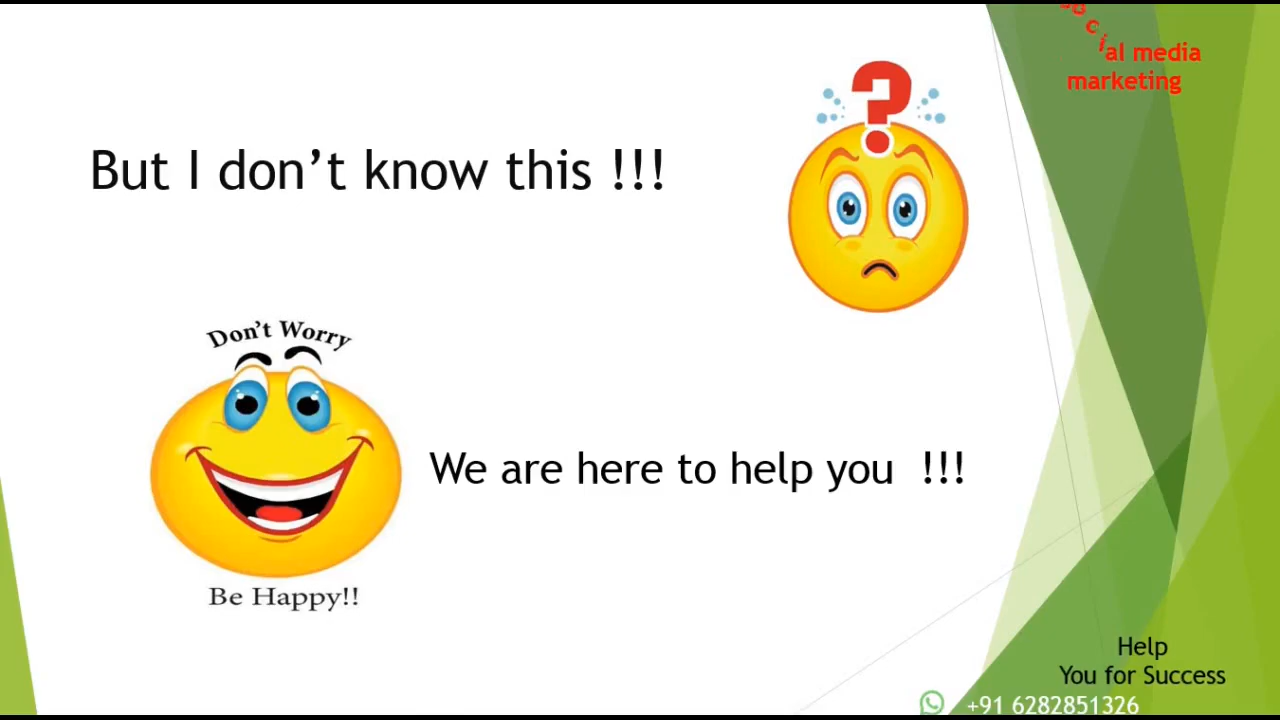 social media
marketing
But I don’t know this !!!
?
Don't Worry
We are here to help you !!!
Be Happy!!
Help
You for Success
+91 6282851326